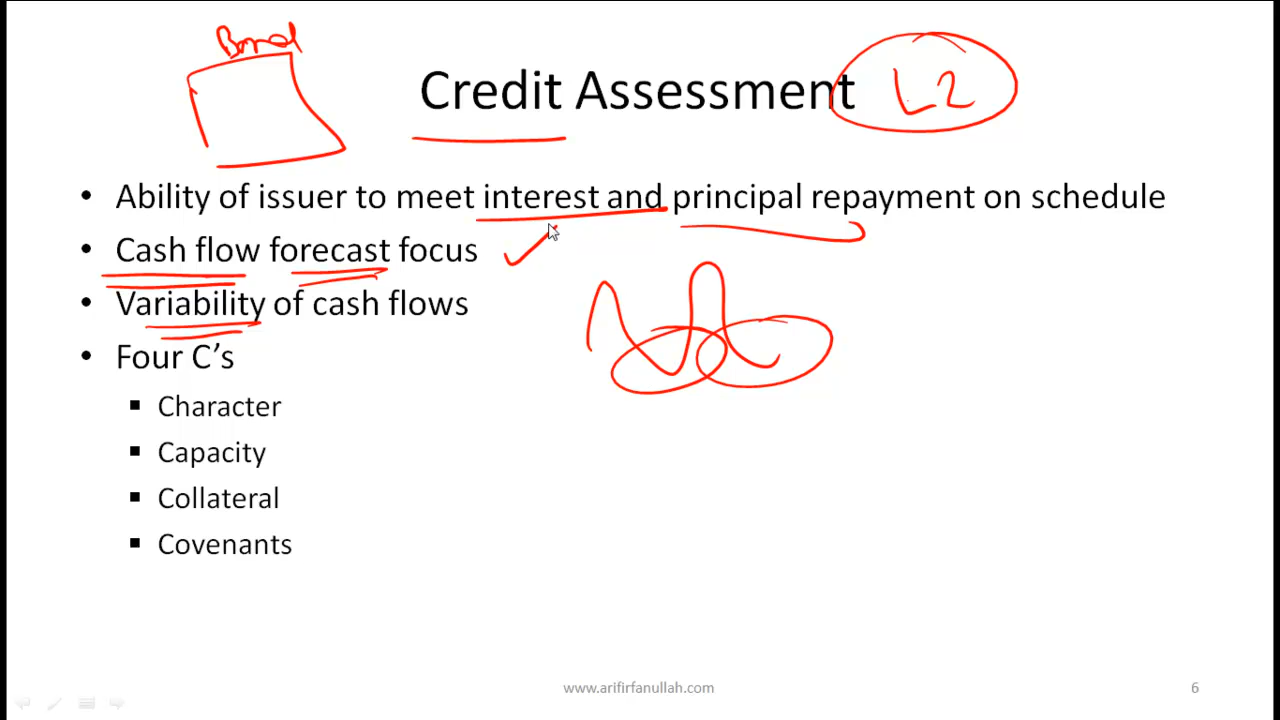 Bond
Credit Assessment L2
• Ability of issuer to meet interest and principal repayment on schedule
• Cash flow forecast focus
• Variability of cash flows
• Four C’s
▪ Character
▪ Capacity
▪ Collateral
▪ Covenants
www.arifirfanullah.com 6